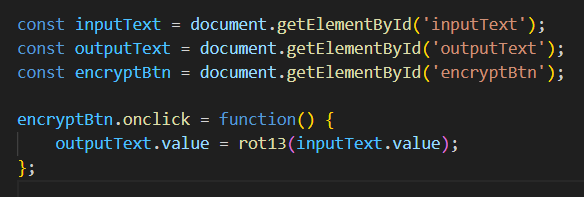 const inputText = document.getElementById('inputText');
const outputText = document.getElementById('outputText');
const encryptBtn = document.getElementById('encryptBtn');
encryptBtn.onclick = function() {
outputText.value = rot13(inputText.value);
};